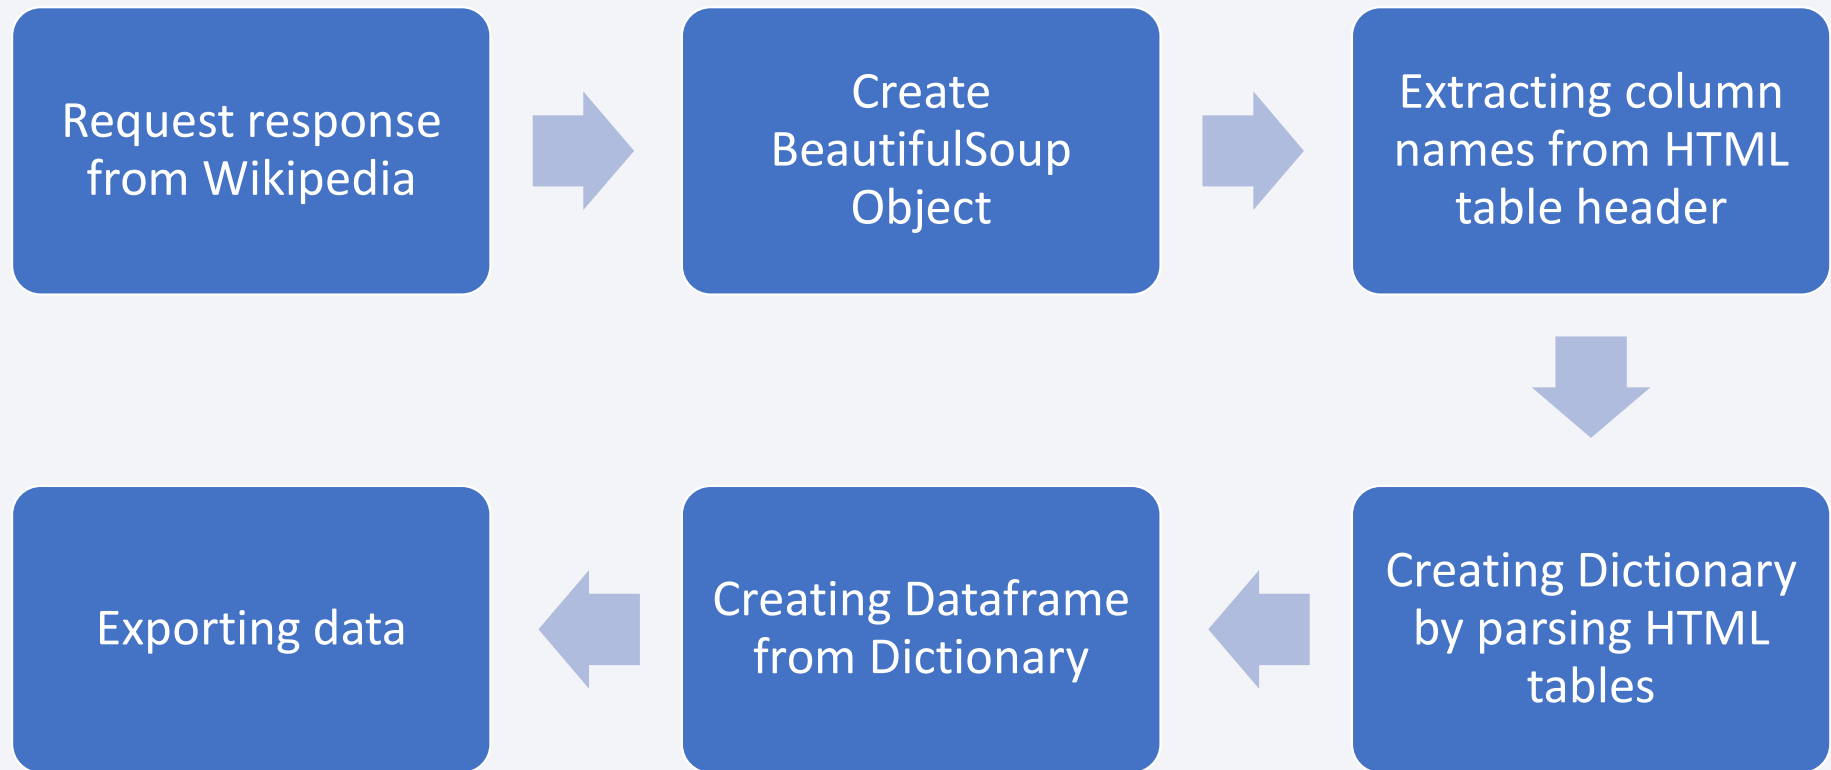 Request response
from Wikipedia
Create
BeautifulSoup
Object
Extracting column
names from HTML
table header
Creating Dictionary
by parsing HTML
tables
Creating Dataframe
from Dictionary
Exporting data